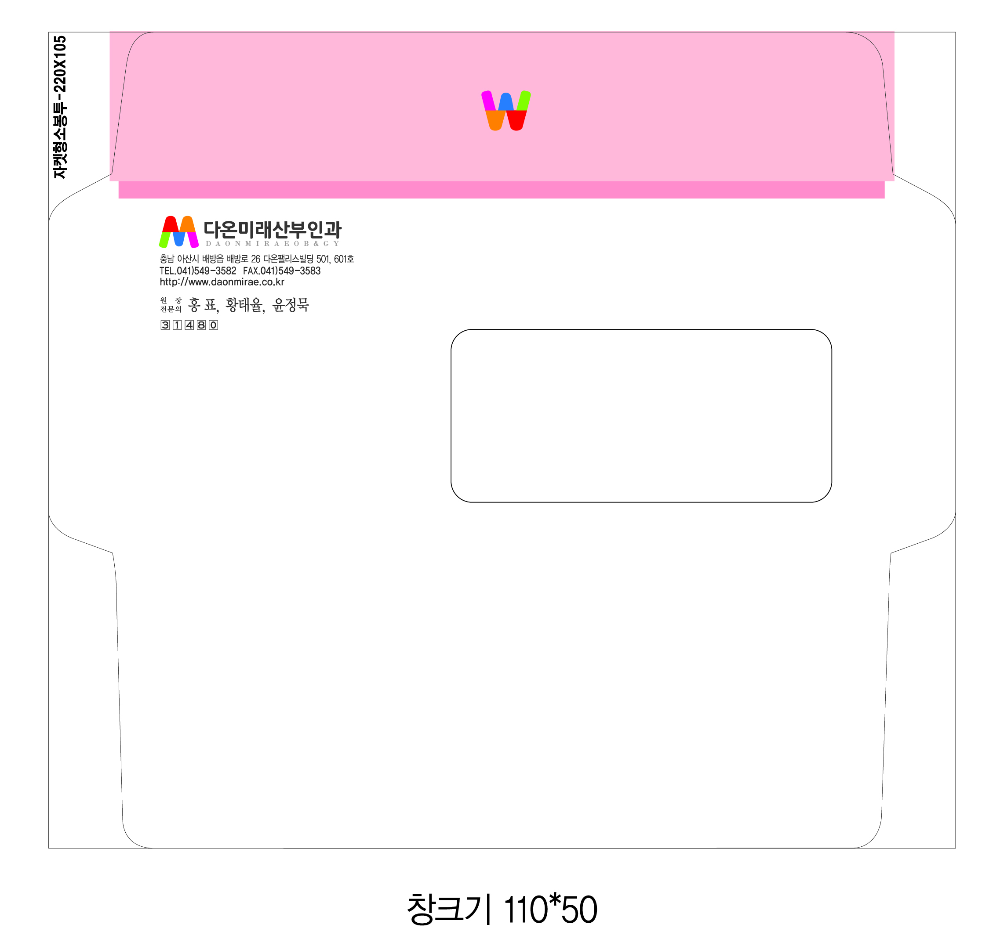 자켓형소봉투-220X105
다온미래산부인과
DAONMIRAEOB&GY
충남 아산시 배방읍 배방로 26 다온팰리스빌딩 501, 601호
TEL.041)549-3582 FAX.041)549-3583
http://www.daonmirae.co.kr
원 장
전문의 홍 표, 황태율, 윤정묵
31480
창크기 110*50